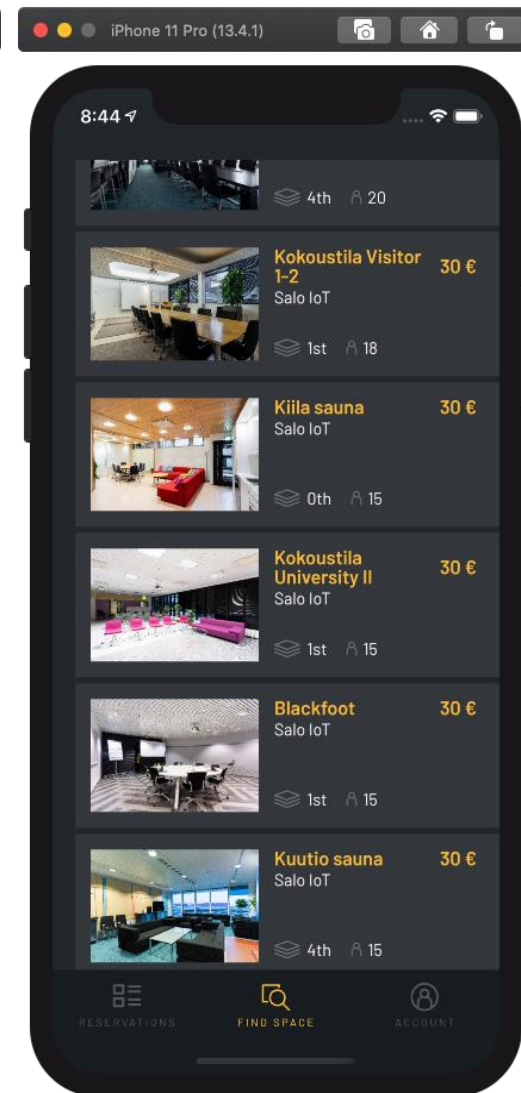 iPhone 11 Pro (13.4.1)
8:44
4th 20
Kokoustila Visitor 30 €
1-2
Salo IoT
1st 18
Kiila sauna 30 €
Salo IoT
0th 15
Kokoustila 30 €
University II
Salo IoT
1st 15
Blackfoot 30 €
Salo IoT
1st 15
Kuutio sauna 30 €
Salo IoT
4th 15
RESERVATIONS FIND SPACE ACCOUNT